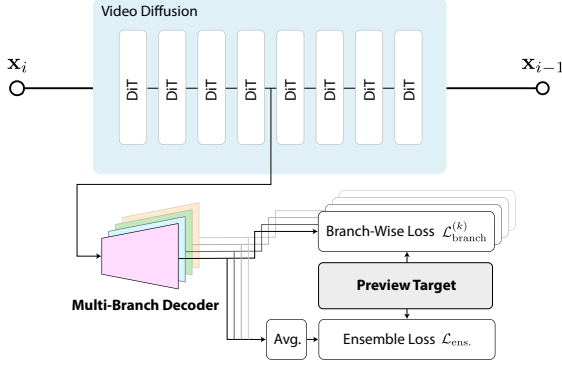 Video Diffusion
x_i
x_{i-1}
DiT
DiT
DiT
DiT
DiT
DiT
DiT
DiT
Branch-Wise Loss L_branch^(k)
Preview Target
Multi-Branch Decoder
Avg.
Ensemble Loss L_ens.